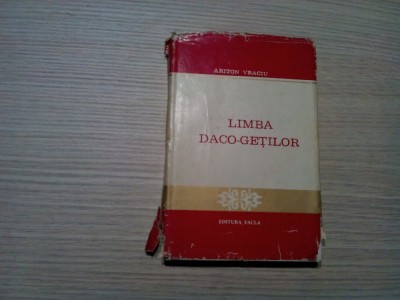 ARITON VRACIU
LIMBA
DACO-GEȚILOR
EDITURA FACLA